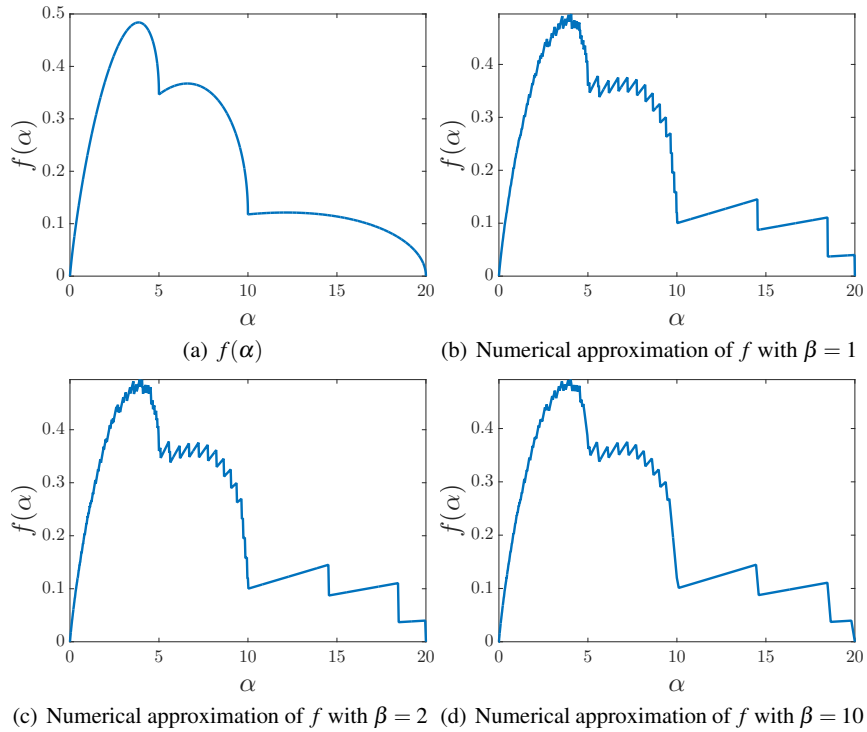 0.5
0.4
0.3
0.2
0.1
0
f(α)
0 5 10 15 20
α
(a) f(α)
0.4
0.3
0.2
0.1
0
f(α)
0 5 10 15 20
α
(b) Numerical approximation of f with β = 1
0.4
0.3
0.2
0.1
0
f(α)
0 5 10 15 20
α
(c) Numerical approximation of f with β = 2
0.4
0.3
0.2
0.1
0
f(α)
0 5 10 15 20
α
(d) Numerical approximation of f with β = 10